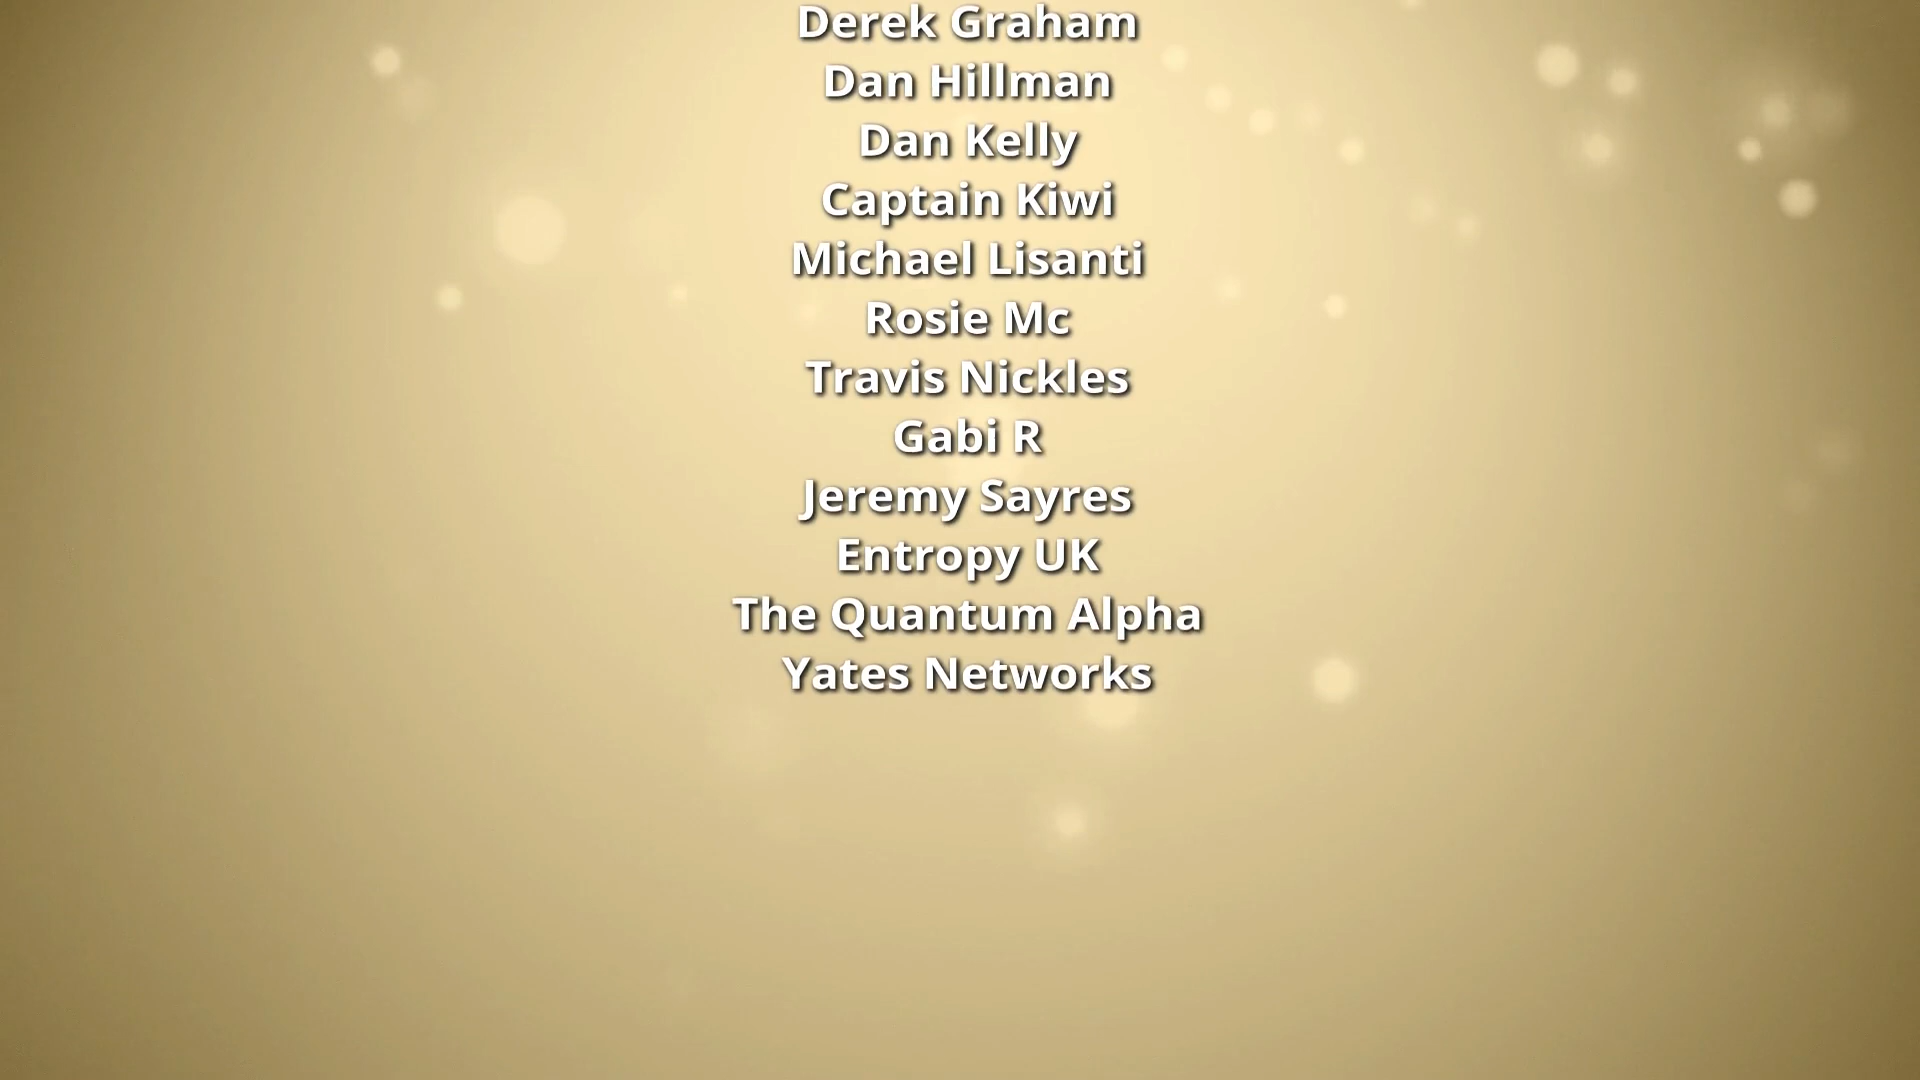 Derek Graham
Dan Hillman
Dan Kelly
Captain Kiwi
Michael Lisanti
Rosie Mc
Travis Nickles
Gabi R
Jeremy Sayres
Entropy UK
The Quantum Alpha
Yates Networks